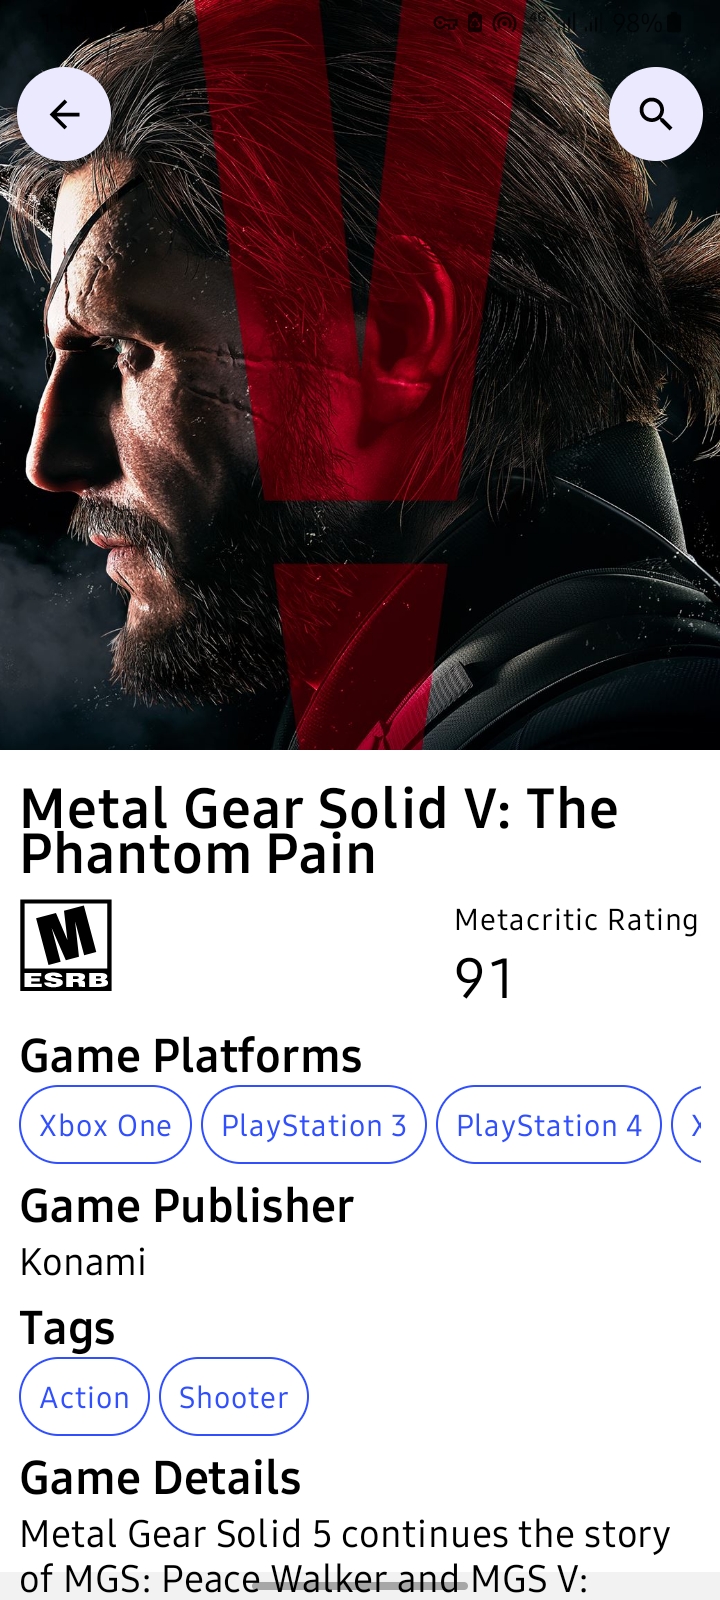 98%
Metal Gear Solid V: The
Phantom Pain
M
ESRB
Metacritic Rating
91
Game Platforms
Xbox One
PlayStation 3
PlayStation 4
Game Publisher
Konami
Tags
Action
Shooter
Game Details
Metal Gear Solid 5 continues the story
of MGS: Peace Walker and MGS V: